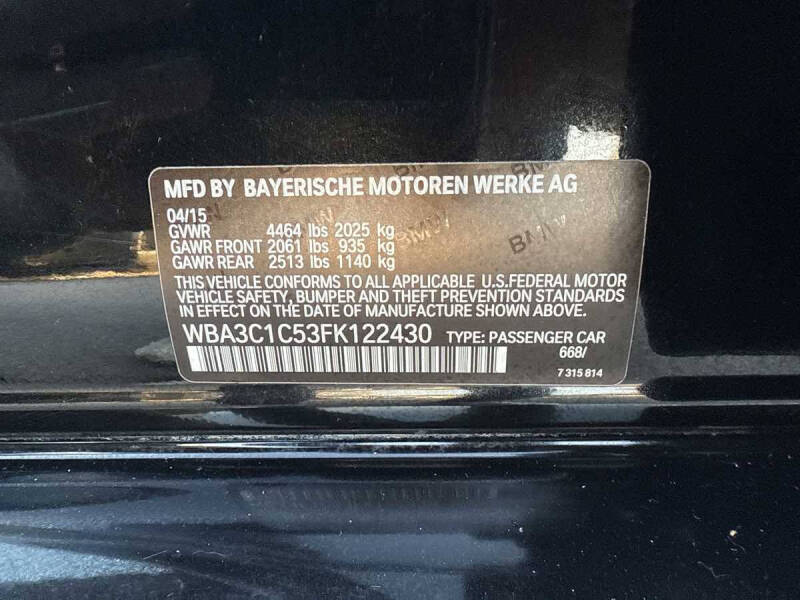 MFD BY BAYERISCHE MOTOREN WERKE AG
04/15
GVWR 4464 lbs 2025 kg
GAWR FRONT 2061 lbs 935 kg
GAWR REAR 2513 lbs 1140 kg
THIS VEHICLE CONFORMS TO ALL APPLICABLE U.S.FEDERAL MOTOR
VEHICLE SAFETY, BUMPER AND THEFT PREVENTION STANDARDS
IN EFFECT ON THE DATE OF MANUFACTURE SHOWN ABOVE.
WBA3C1C53FK122430 TYPE: PASSENGER CAR
668/
7 315 814
BMW
BMW
BMW